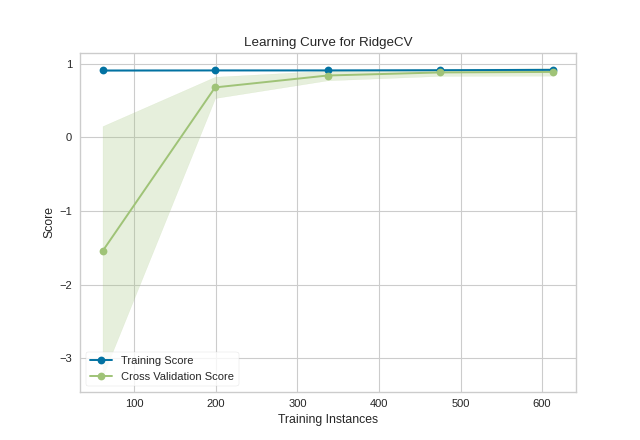 Learning Curve for RidgeCV
1
0
−1
−2
−3
Score
Training Score
Cross Validation Score
100 200 300 400 500 600
Training Instances